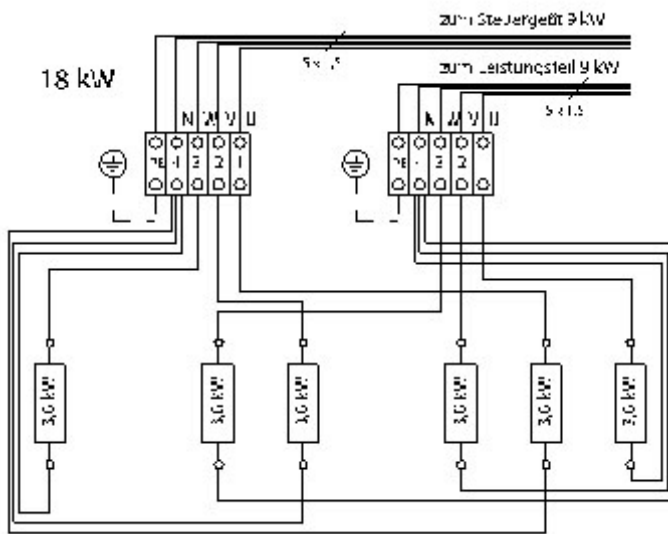 zum Steuergerät 9 kW
5 x 1,5
18 kW
zum Leistungsteil 9 kW
5 x 1,5
N W V U
N W V U
PE 4 3 2 1
PE 4 3 2
3,0 kW
3,0 kW
3,0 kW
3,0 kW
3,0 kW
3,0 kW